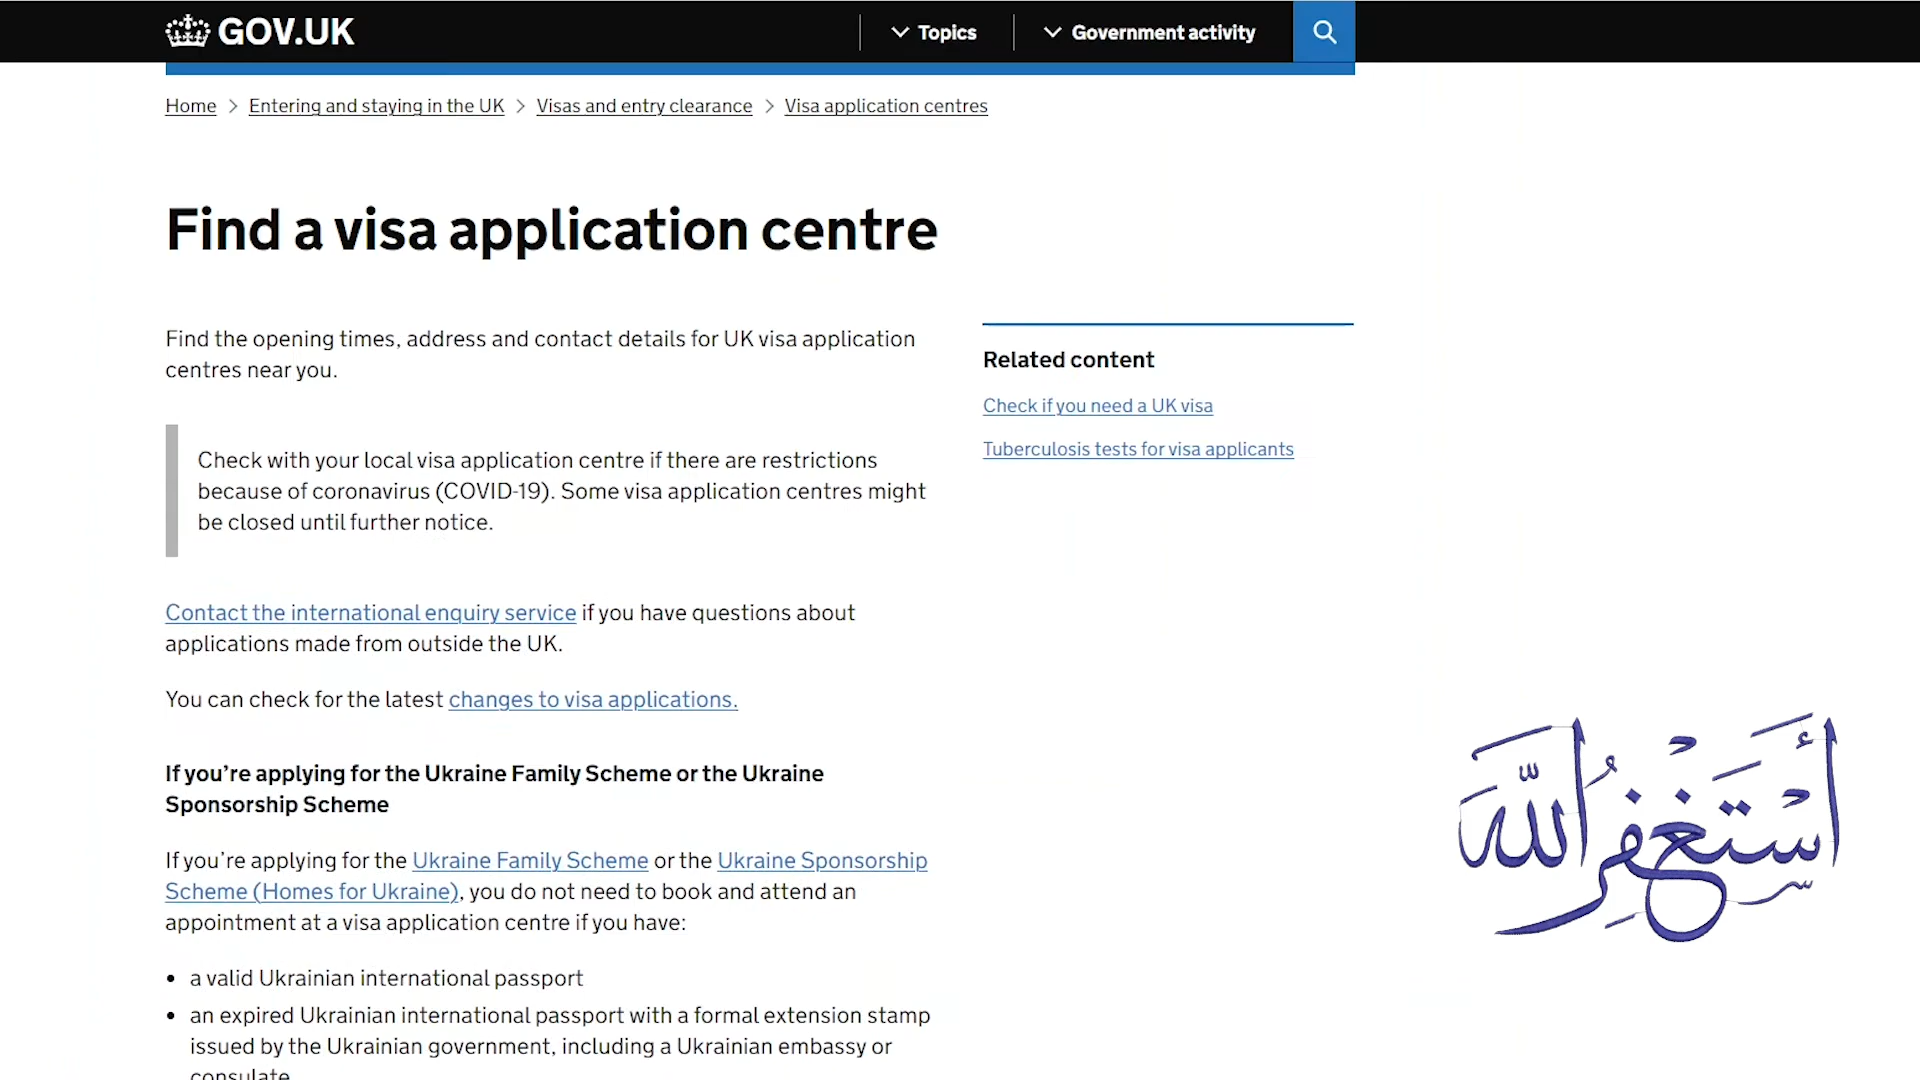 GOV.UK
Topics
Government activity
Home > Entering and staying in the UK > Visas and entry clearance > Visa application centres
Find a visa application centre
Find the opening times, address and contact details for UK visa application
centres near you.
Check with your local visa application centre if there are restrictions
because of coronavirus (COVID-19). Some visa application centres might
be closed until further notice.
Contact the international enquiry service if you have questions about
applications made from outside the UK.
You can check for the latest changes to visa applications.
If you’re applying for the Ukraine Family Scheme or the Ukraine
Sponsorship Scheme
If you’re applying for the Ukraine Family Scheme or the Ukraine Sponsorship
Scheme (Homes for Ukraine), you do not need to book and attend an
appointment at a visa application centre if you have:
• a valid Ukrainian international passport
• an expired Ukrainian international passport with a formal extension stamp
issued by the Ukrainian government, including a Ukrainian embassy or
consulate
Related content
Check if you need a UK visa
Tuberculosis tests for visa applicants
أَسْتَغْفِرُ اللَّهَ